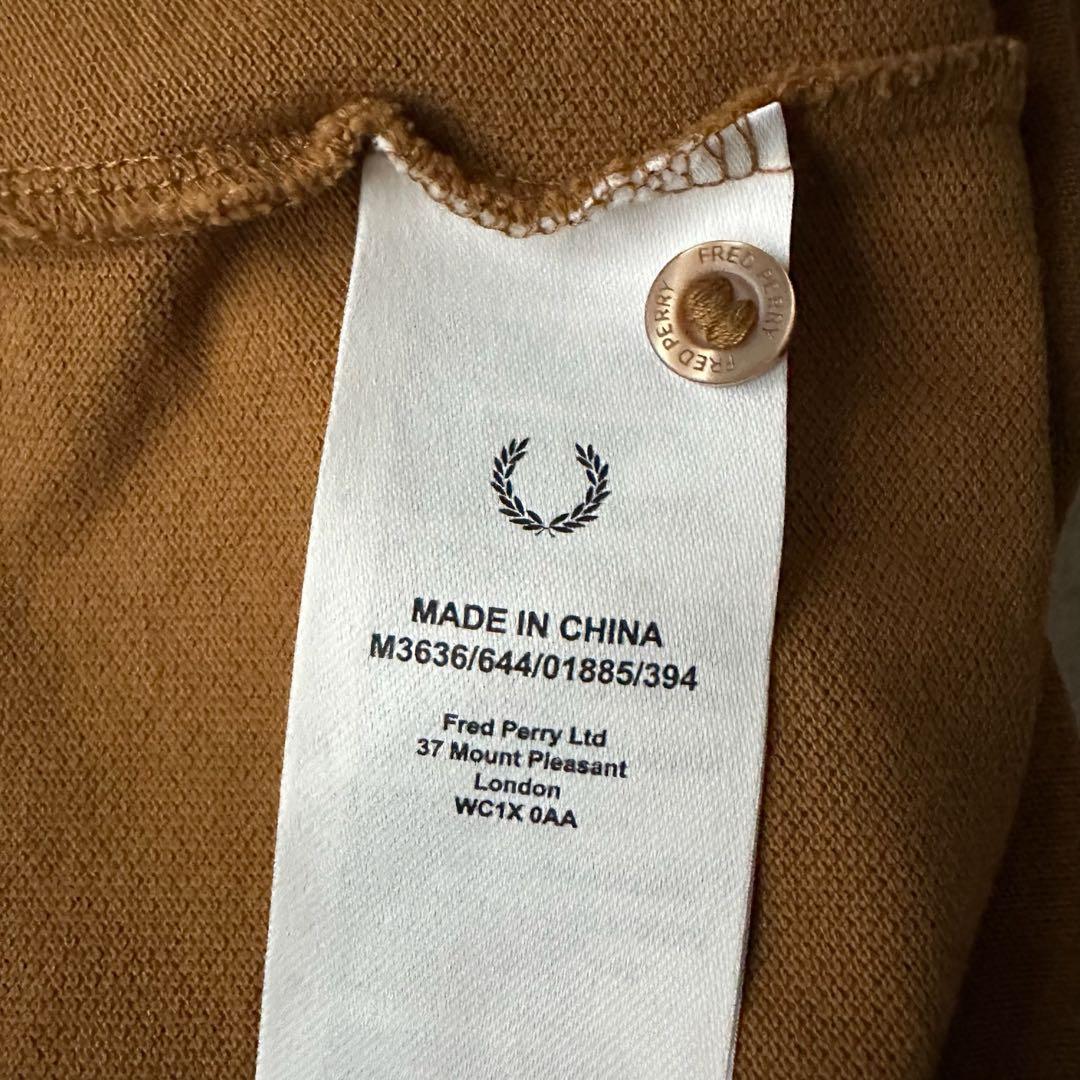 FRED PERRY
FRED PERRY
MADE IN CHINA
M3636/644/01885/394
Fred Perry Ltd
37 Mount Pleasant
London
WC1X 0AA